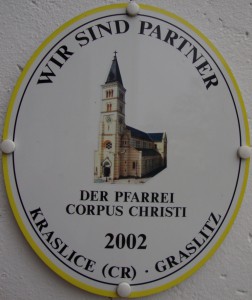 WIR SIND PARTNER
DER PFARREI
CORPUS CHRISTI
2002
KRASLICE (CR) · GRASLITZ